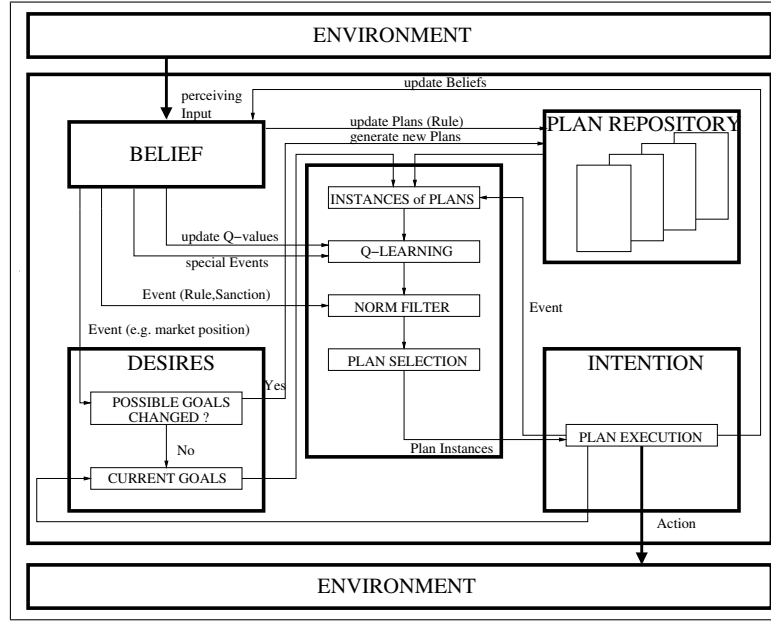 ENVIRONMENT
update Beliefs
perceiving
Input
update Plans (Rule)
generate new Plans
PLAN REPOSITORY
BELIEF
INSTANCES of PLANS
update Q−values
Q−LEARNING
special Events
Event (Rule,Sanction)
NORM FILTER
Event
Event (e.g. market position)
DESIRES
PLAN SELECTION
INTENTION
Yes
POSSIBLE GOALS
CHANGED ?
PLAN EXECUTION
No
Plan Instances
CURRENT GOALS
Action
ENVIRONMENT